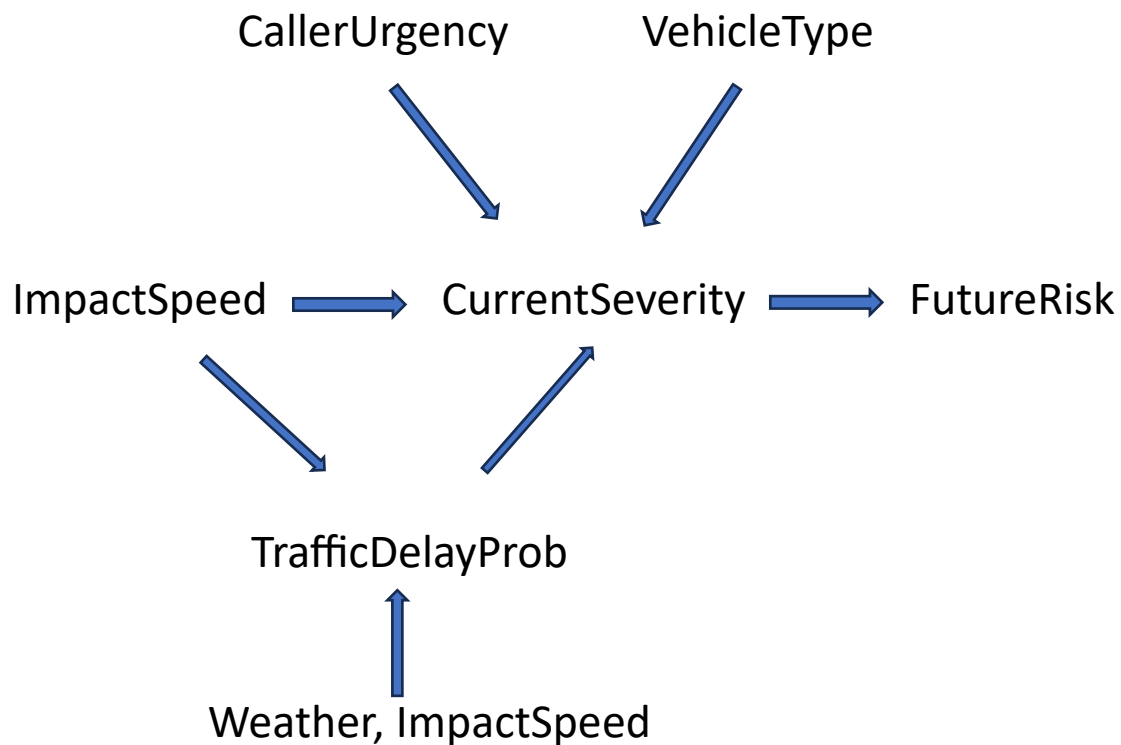 CallerUrgency VehicleType
ImpactSpeed CurrentSeverity FutureRisk
TrafficDelayProb
Weather, ImpactSpeed